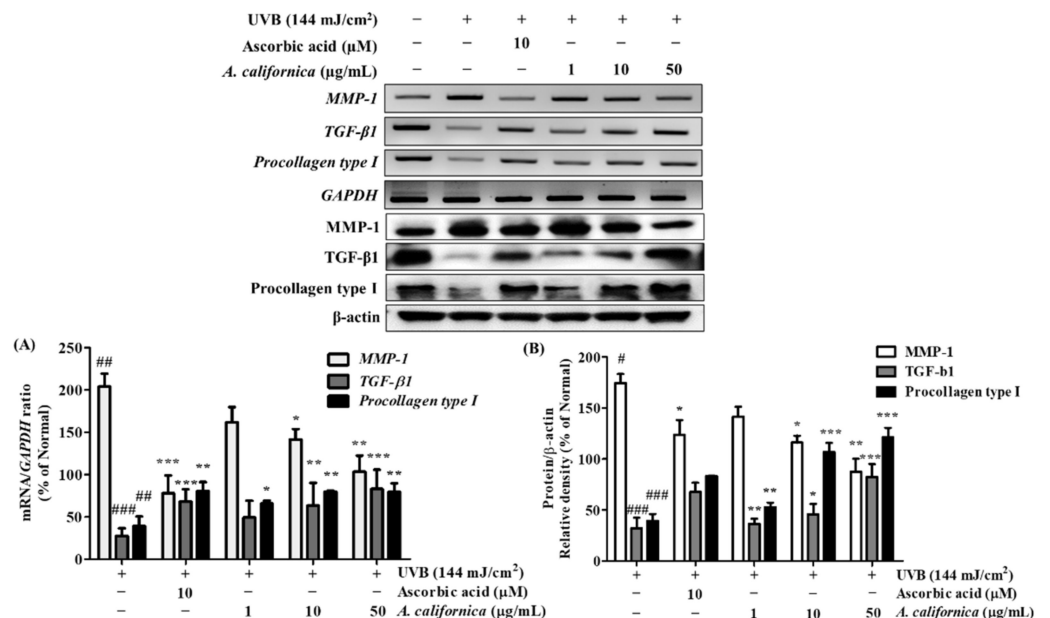 UVB (144 mJ/cm²) − + + + + +
Ascorbic acid (μM) − − 10 − − −
A. californica (μg/mL) − − − 1 10 50
MMP-1
TGF-β1
Procollagen type I
GAPDH
MMP-1
TGF-β1
Procollagen type I
β-actin
(A)
mRNA/GAPDH ratio
(% of Normal)
250
200
150
100
50
0
MMP-1
TGF-β1
Procollagen type I
## ### ## *** *** ** * * ** ** ** *** **
+ + + + + UVB (144 mJ/cm²)
− 10 − − − Ascorbic acid (μM)
− − 1 10 50 A. californica (μg/mL)
(B)
Protein/β-actin
Relative density (% of Normal)
200
150
100
50
0
MMP-1
TGF-b1
Procollagen type I
# ### ### * ** ** * * *** ** *** ***
+ + + + + UVB (144 mJ/cm²)
− 10 − − − Ascorbic acid (μM)
− − 1 10 50 A. californica (μg/mL)